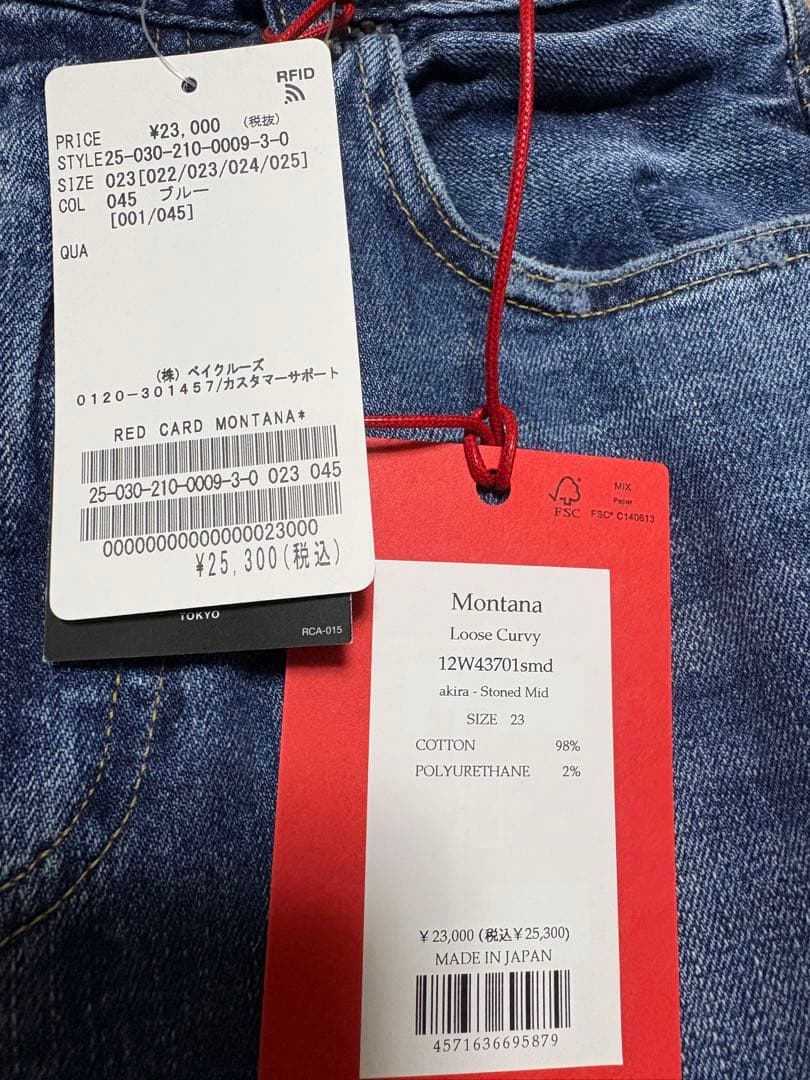 RFID
PRICE ¥23,000 (税抜)
STYLE 25-030-210-0009-3-0
SIZE 023[022/023/024/025]
COL 045 ブルー
[001/045]
QUA
(株) ベイクルーズ
0120-301457/カスタマーサポート
RED CARD MONTANA*
25-030-210-0009-3-0 023 045
00000000000000023000
¥25,300(税込)
TOKYO
RCA-015
FSC
MIX
Paper
FSC® C140613
Montana
Loose Curvy
12W43701smd
akira - Stoned Mid
SIZE 23
COTTON 98%
POLYURETHANE 2%
¥23,000 (税込¥25,300)
MADE IN JAPAN
4571636695879